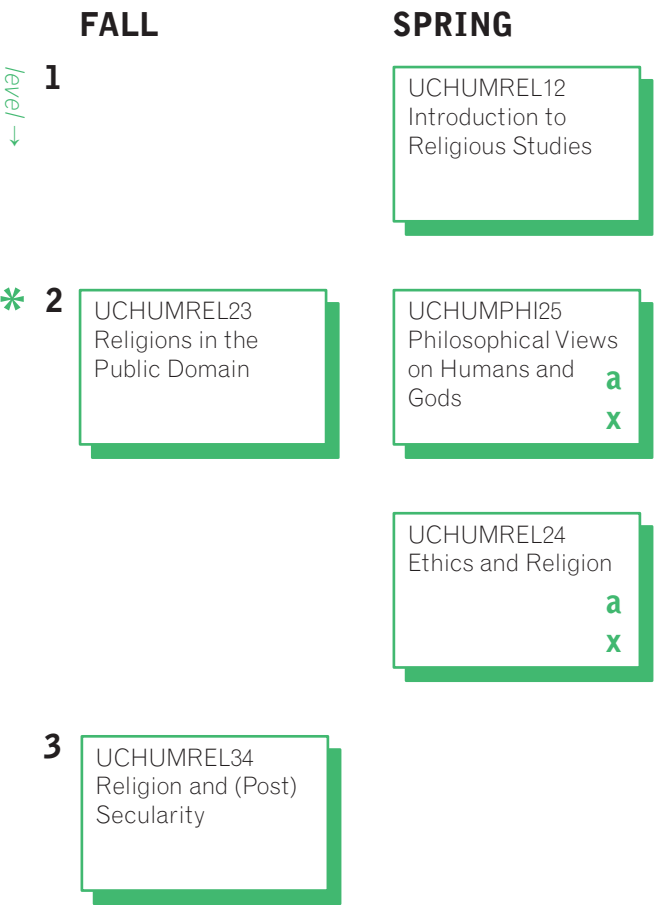 FALL
SPRING
level →
1
UCHUMREL12
Introduction to
Religious Studies
* 2
UCHUMREL23
Religions in the
Public Domain
UCHUMPHI25
Philosophical Views
on Humans and
Gods
a
x
UCHUMREL24
Ethics and Religion
a
x
3
UCHUMREL34
Religion and (Post)
Secularity